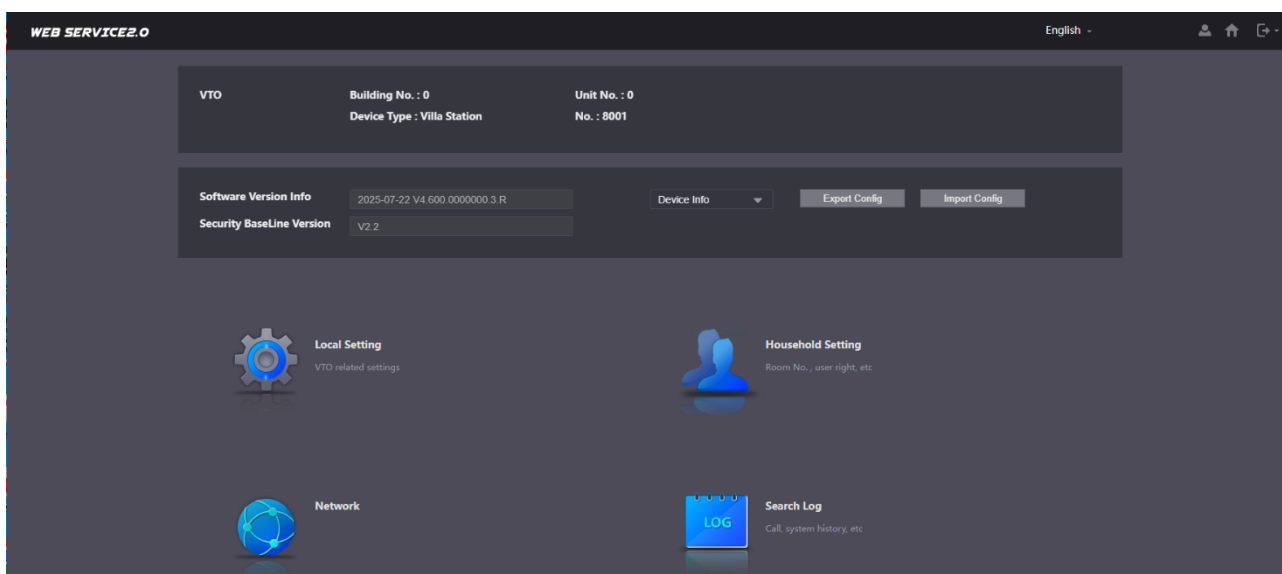 WEB SERVICE2.0
English
VTO
Building No. : 0
Unit No. : 0
Device Type : Villa Station
No. : 8001
Software Version Info
2025-07-22 V4.600.0000000.3.R
Device Info
Export Config
Import Config
Security BaseLine Version
V2.2
Local Setting
VTO related settings
Household Setting
Room No. , user right, etc
Network
LOG
Search Log
Call, system history, etc